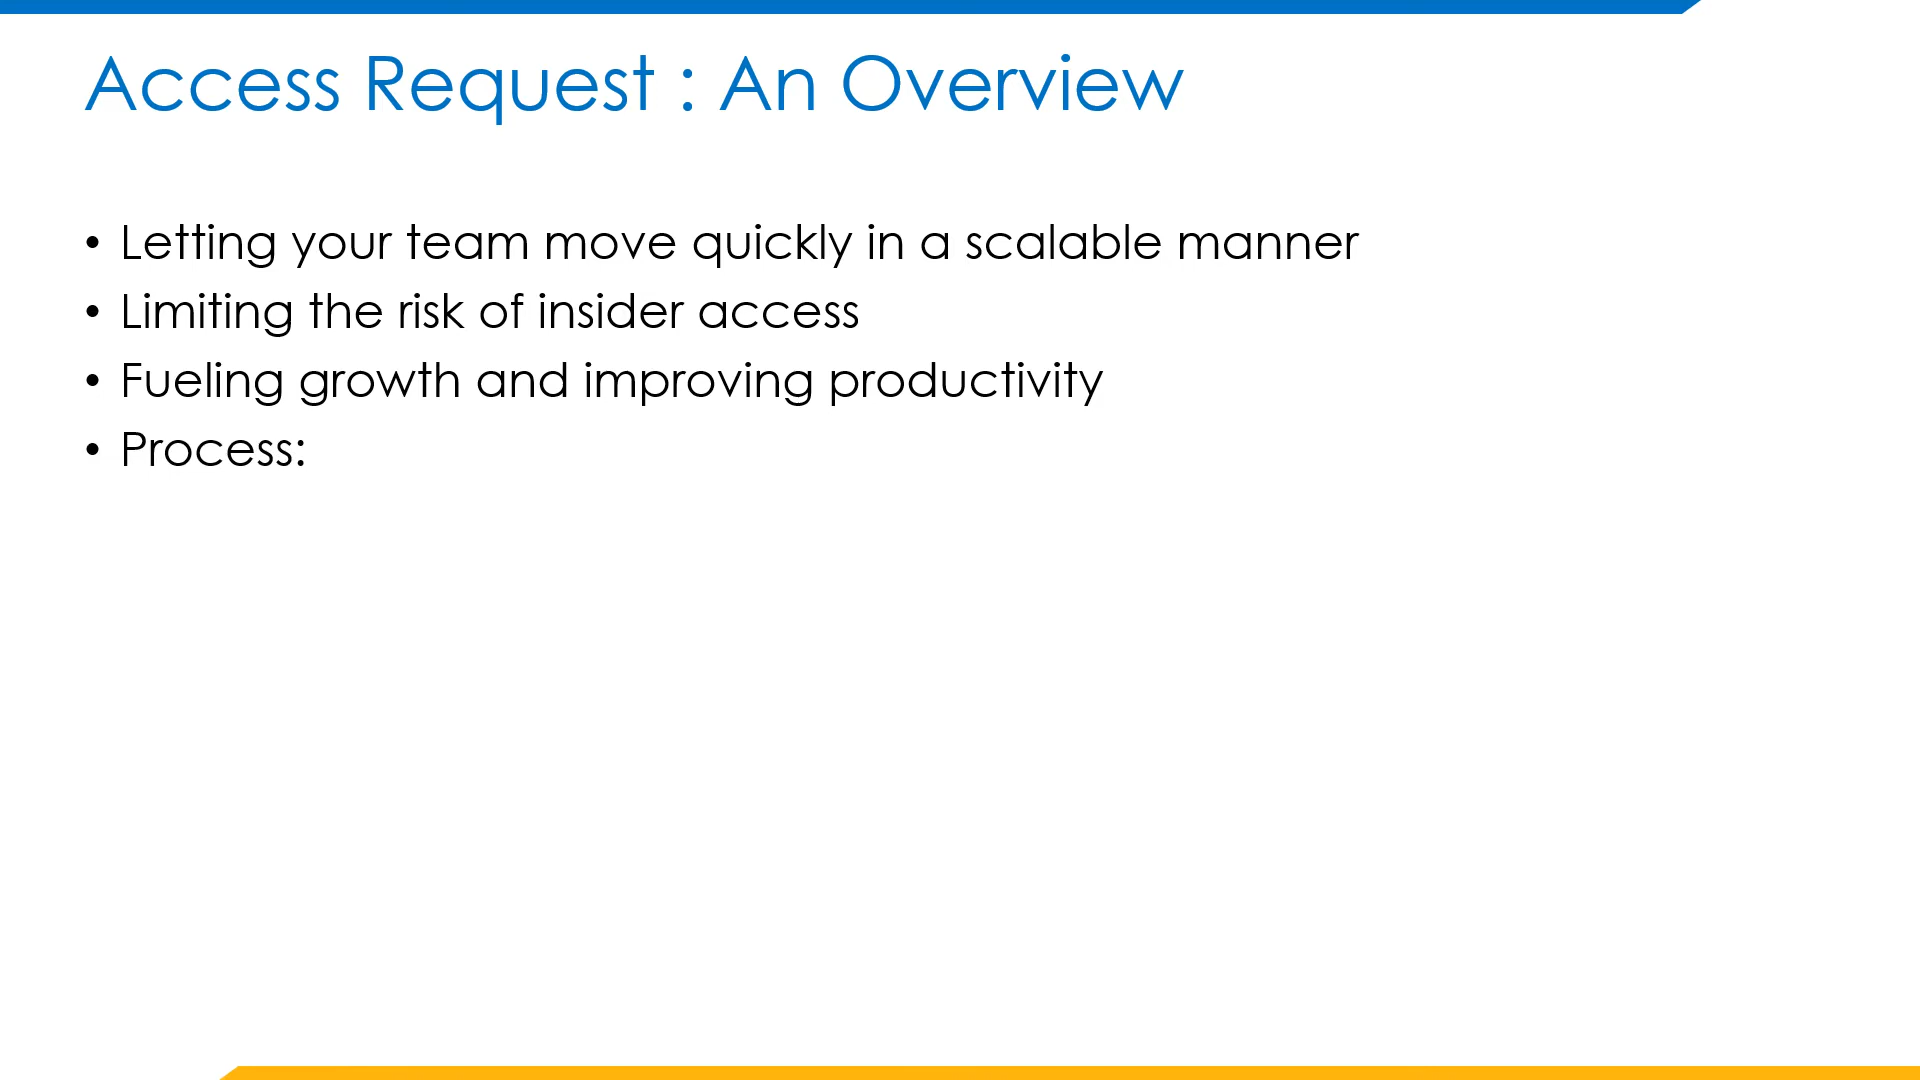 Access Request : An Overview
• Letting your team move quickly in a scalable manner
• Limiting the risk of insider access
• Fueling growth and improving productivity
• Process: